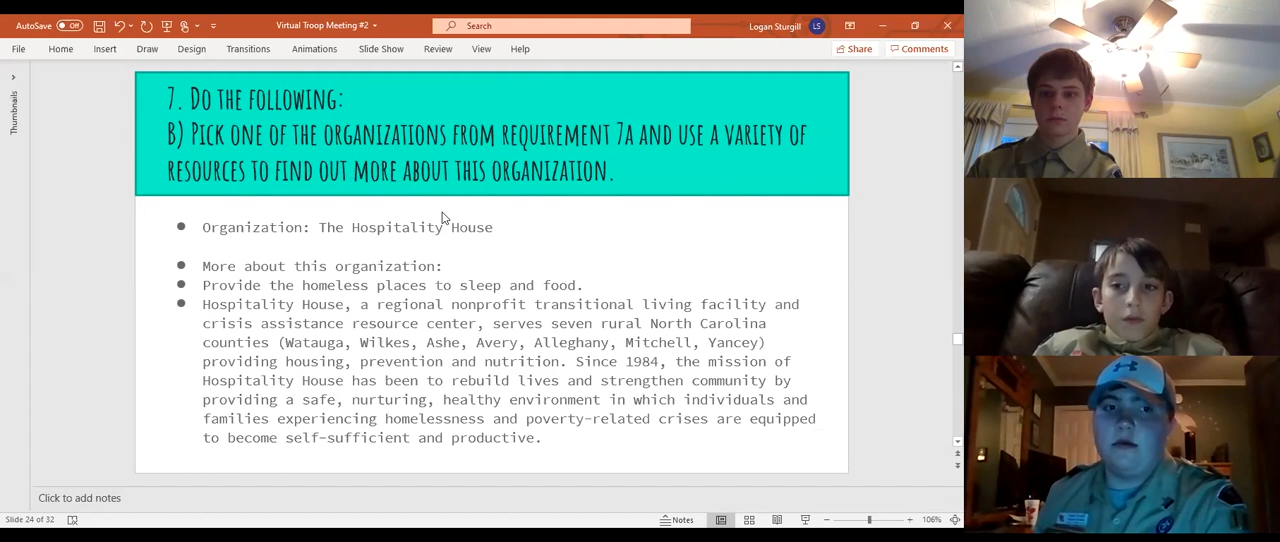 AutoSave Off
Virtual Troop Meeting #2
Search
Logan Sturgill LS
File Home Insert Draw Design Transitions Animations Slide Show Review View Help Share Comments
Thumbnails
7. Do the following:
B) Pick one of the organizations from requirement 7a and use a variety of
resources to find out more about this organization.
Organization: The Hospitality House
More about this organization:
Provide the homeless places to sleep and food.
Hospitality House, a regional nonprofit transitional living facility and
crisis assistance resource center, serves seven rural North Carolina
counties (Watauga, Wilkes, Ashe, Avery, Alleghany, Mitchell, Yancey)
providing housing, prevention and nutrition. Since 1984, the mission of
Hospitality House has been to rebuild lives and strengthen community by
providing a safe, nurturing, healthy environment in which individuals and
families experiencing homelessness and poverty-related crises are equipped
to become self-sufficient and productive.
Click to add notes
Slide 24 of 32 Notes 106%